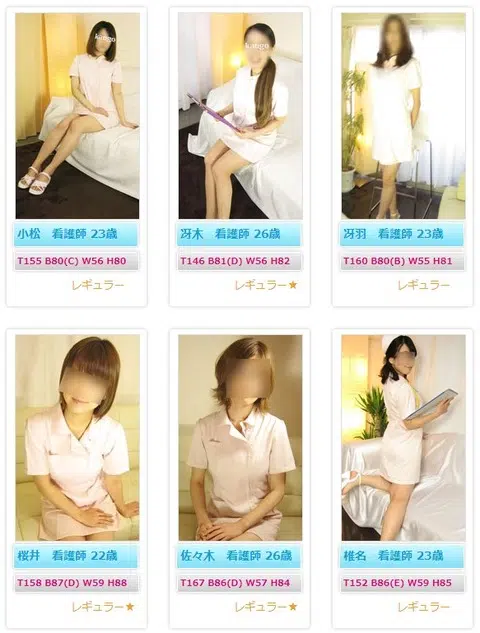 kango
kango
小松　看護師 23歳
冴木　看護師 26歳
冴羽　看護師 23歳
T155 B80(C) W56 H80
T146 B81(D) W56 H82
T160 B80(B) W55 H81
レギュラー
レギュラー★
レギュラー
桜井　看護師 22歳
佐々木　看護師 26歳
椎名　看護師 23歳
T158 B87(D) W59 H88
T167 B86(D) W57 H84
T152 B86(E) W59 H85
レギュラー★
レギュラー★
レギュラー